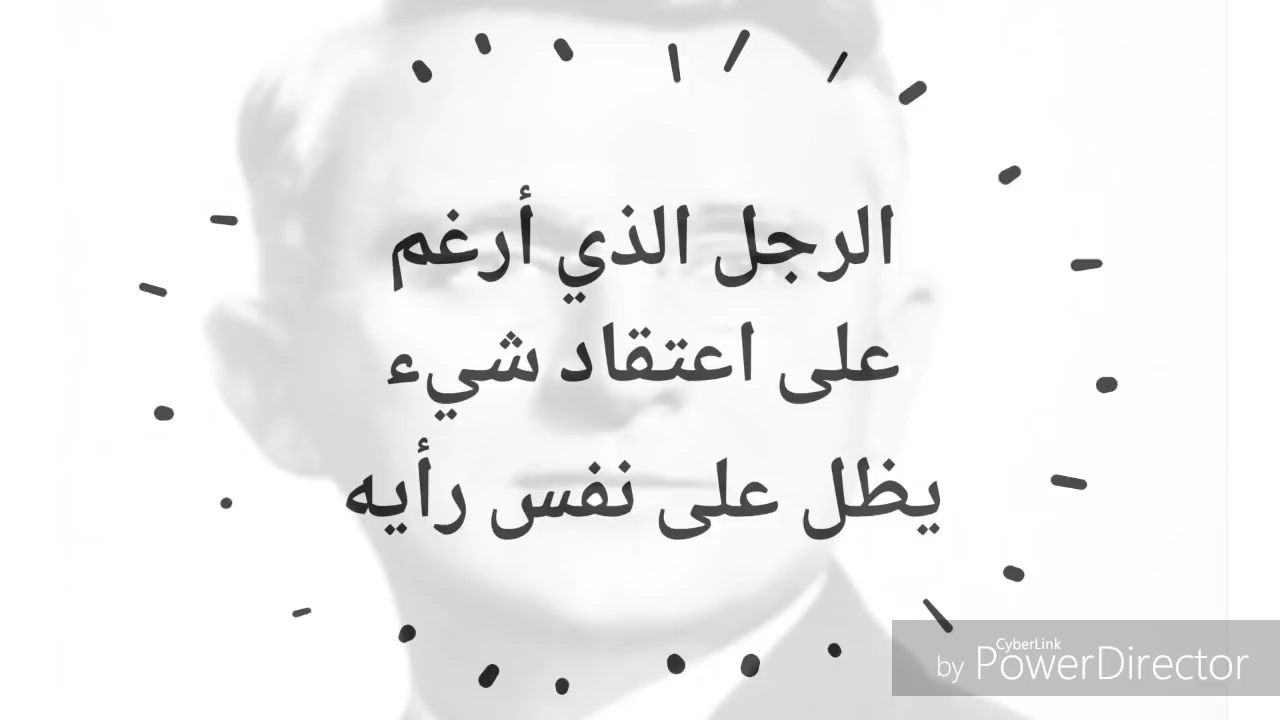 الرجل الذي أرغم
على اعتقاد شيء
يظل على نفس رأيه
CyberLink
by PowerDirector